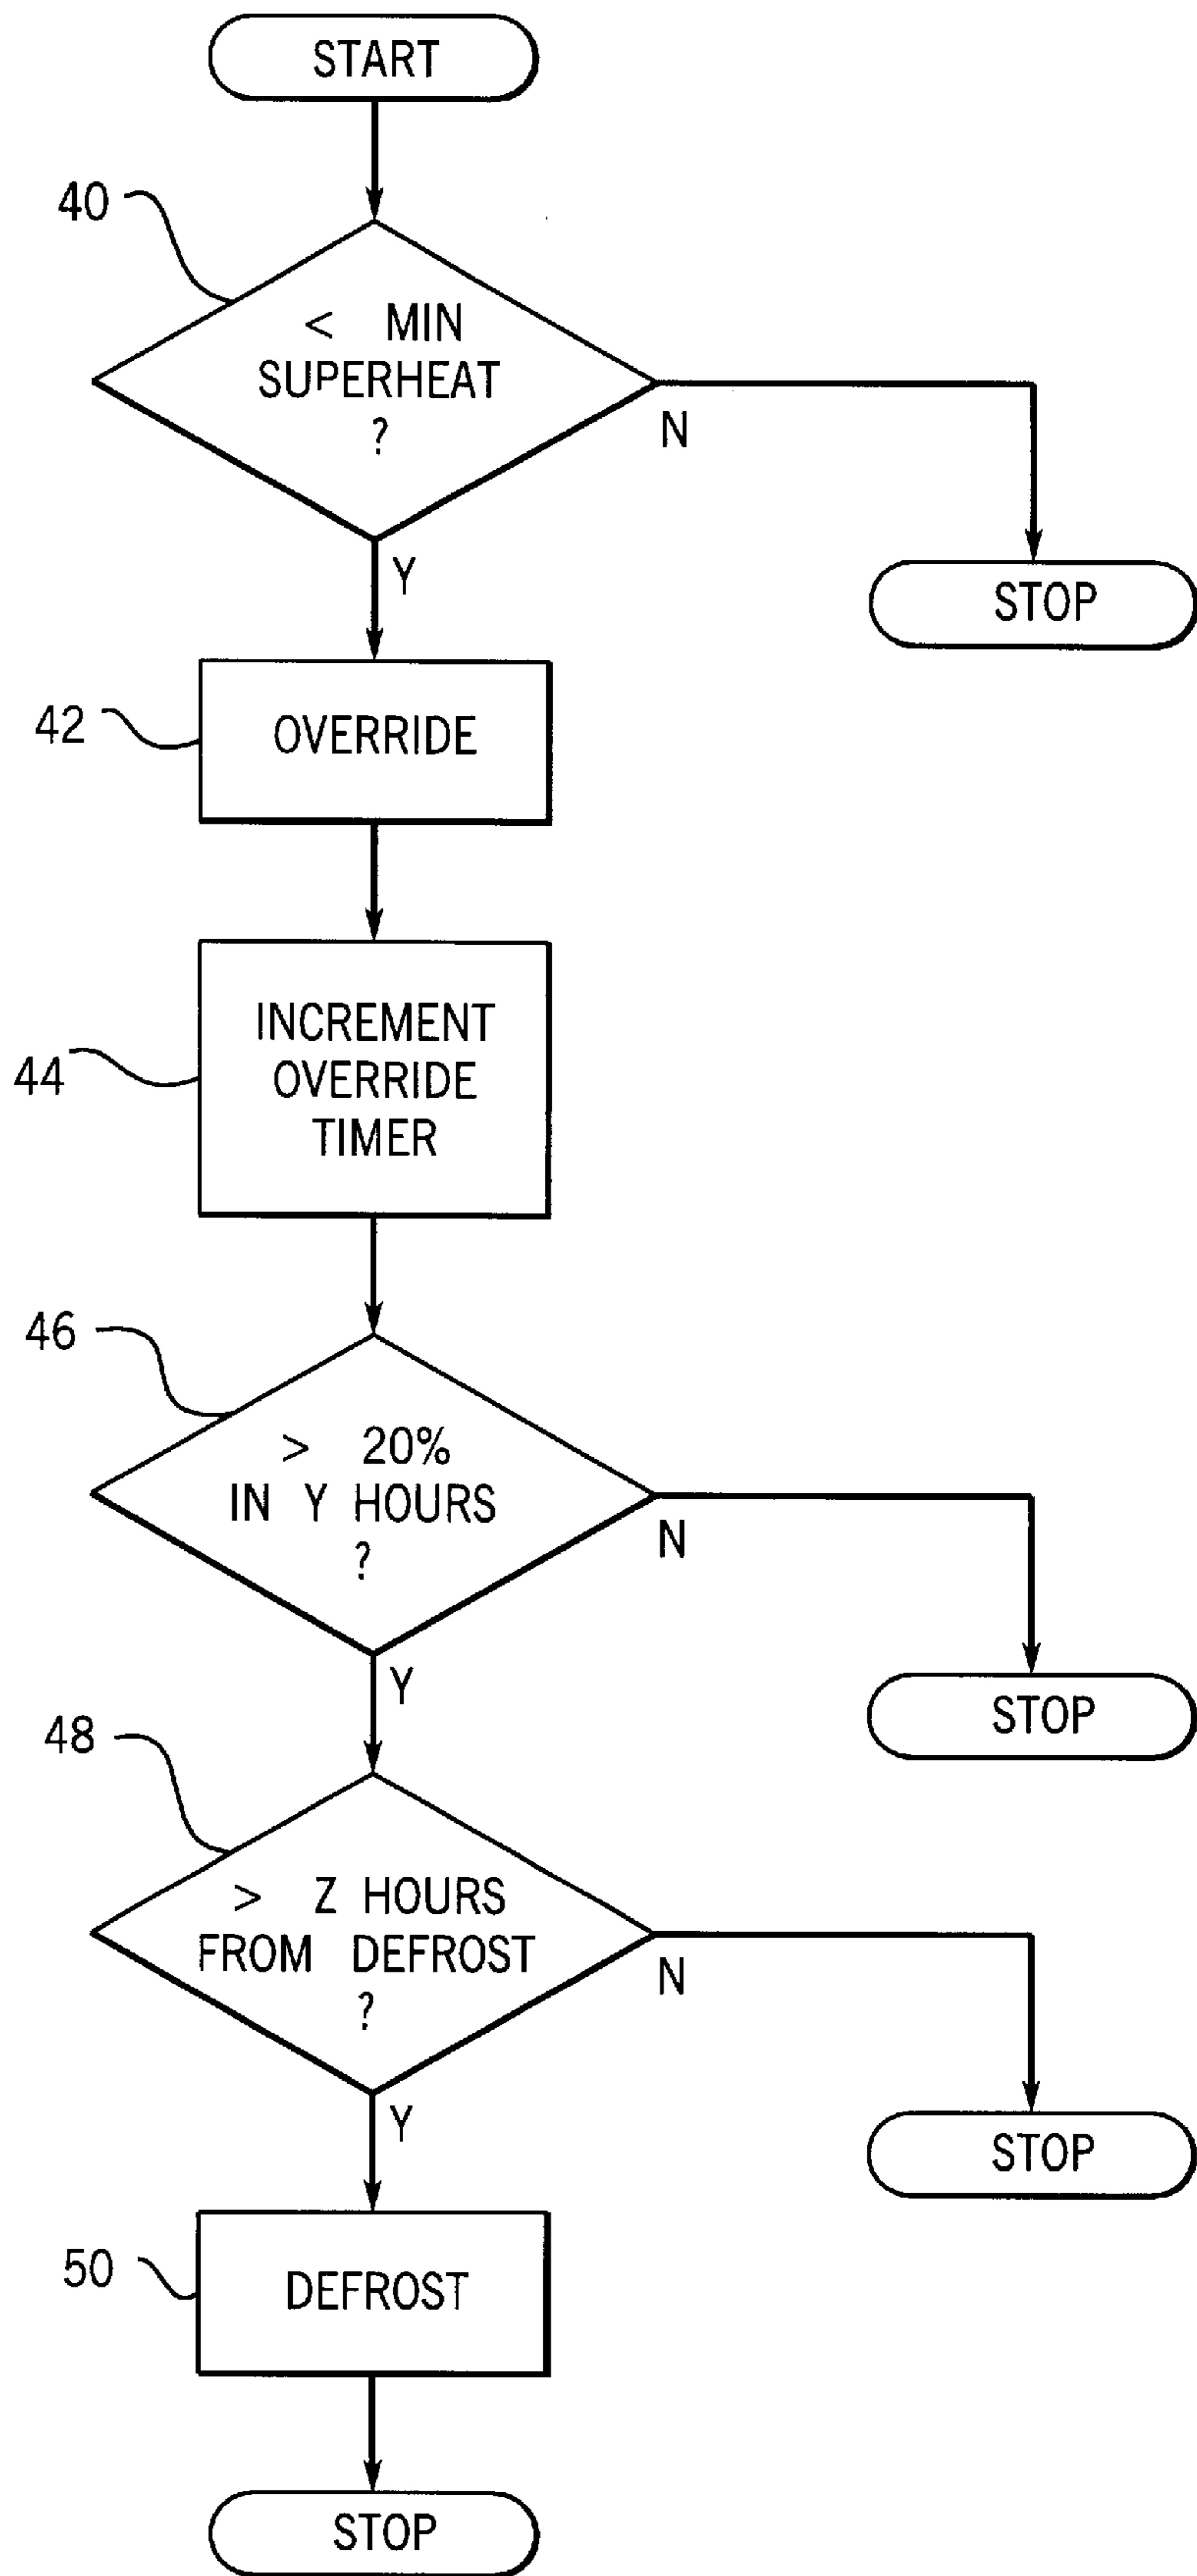 START
40
< MIN
SUPERHEAT
?
N
Y
STOP
42
OVERRIDE
44
INCREMENT
OVERRIDE
TIMER
46
> 20%
IN Y HOURS
?
N
Y
STOP
48
> Z HOURS
FROM DEFROST
?
N
Y
STOP
50
DEFROST
STOP